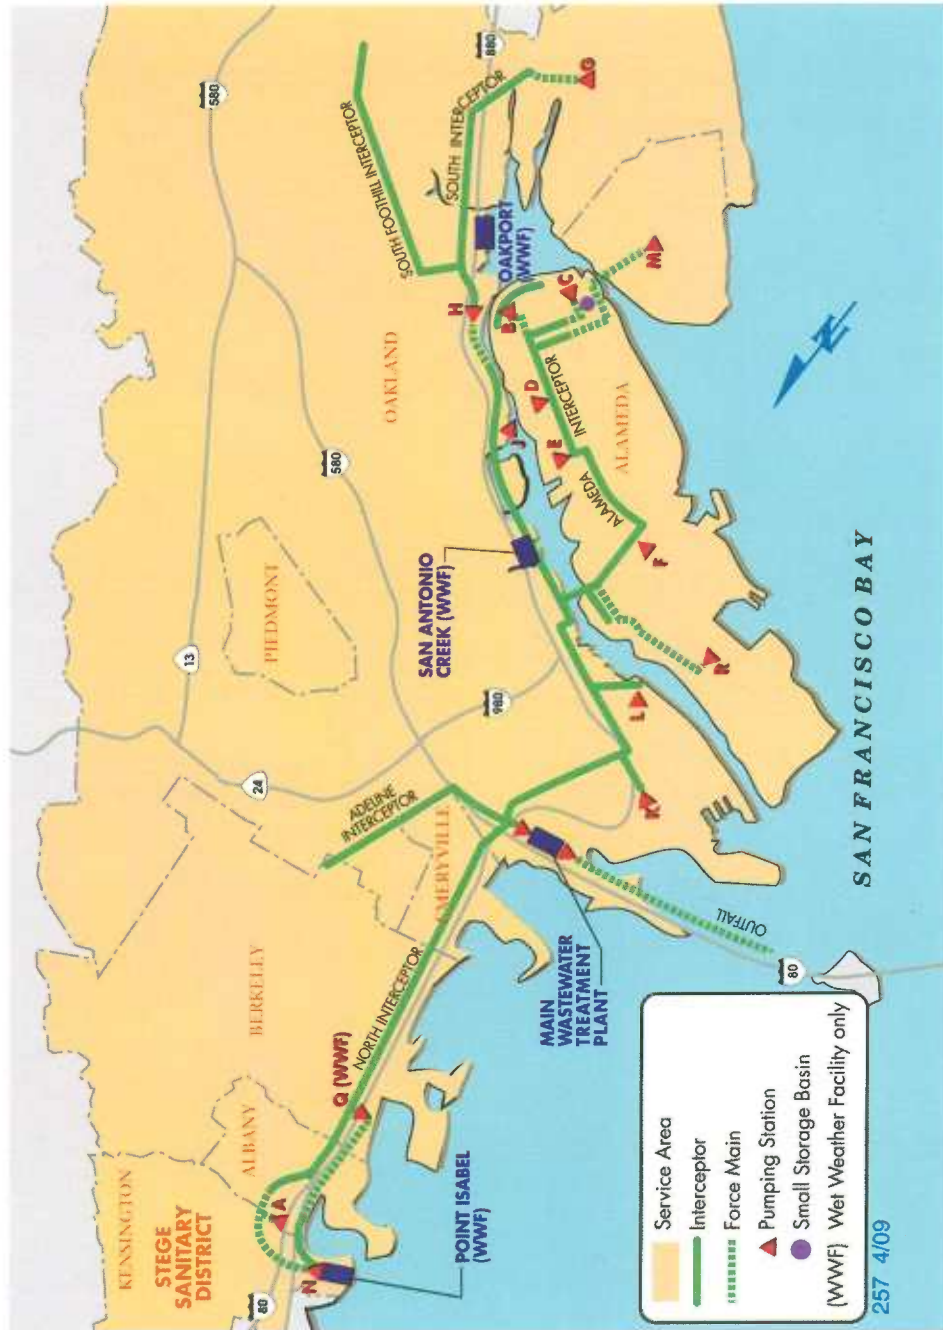 580
880
SOUTH FOOTHILL INTERCEPTOR
SOUTH INTERCEPTOR
G
OAKPORT
(WWF)
M
H
B
C
OAKLAND
D
INTERCEPTOR
E
J
ALAMEDA
ALAMEDA
580
F
SAN ANTONIO
CREEK (WWF)
PIEDMONT
13
R
L
980
K
24
ADELINE
INTERCEPTOR
EMERYVILLE
SAN FRANCISCO BAY
OUTFALL
80
MAIN
WASTEWATER
TREATMENT
PLANT
BERKELEY
NORTH INTERCEPTOR
Q (WWF)
ALBANY
A
POINT ISABEL
(WWF)
N
KENSINGTON
STEGE
SANITARY
DISTRICT
80
Service Area
Interceptor
Force Main
Pumping Station
Small Storage Basin
(WWF) Wet Weather Facility only
257 4/09